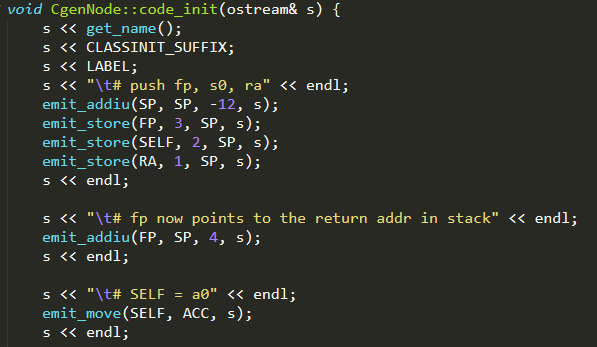 void CgenNode::code_init(ostream& s) {
s << get_name();
s << CLASSINIT_SUFFIX;
s << LABEL;
s << "\t# push fp, s0, ra" << endl;
emit_addiu(SP, SP, -12, s);
emit_store(FP, 3, SP, s);
emit_store(SELF, 2, SP, s);
emit_store(RA, 1, SP, s);
s << endl;
s << "\t# fp now points to the return addr in stack" << endl;
emit_addiu(FP, SP, 4, s);
s << endl;
s << "\t# SELF = a0" << endl;
emit_move(SELF, ACC, s);
s << endl;